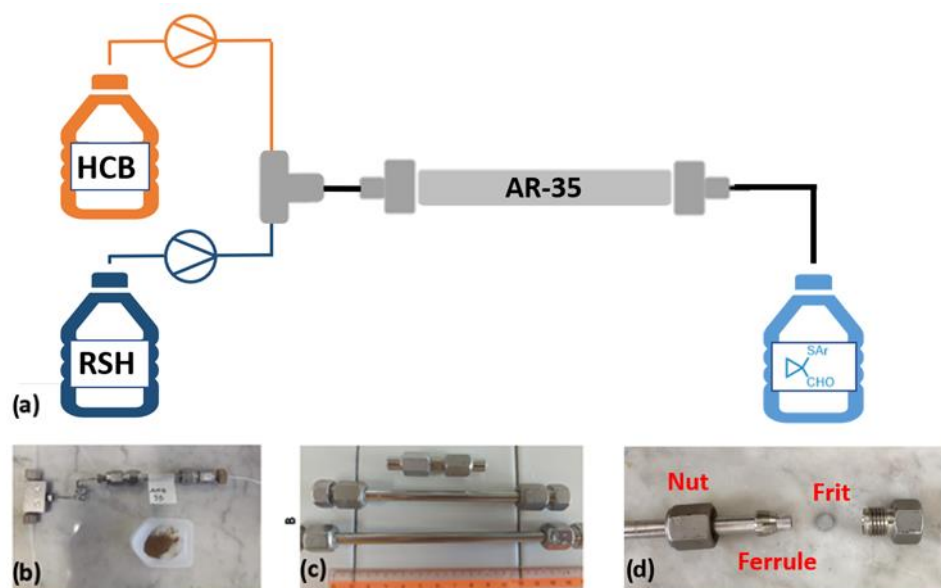 HCB
AR-35
RSH
SAr
CHO
(a)
(b)
B
(c)
Nut
Frit
Ferrule
(d)